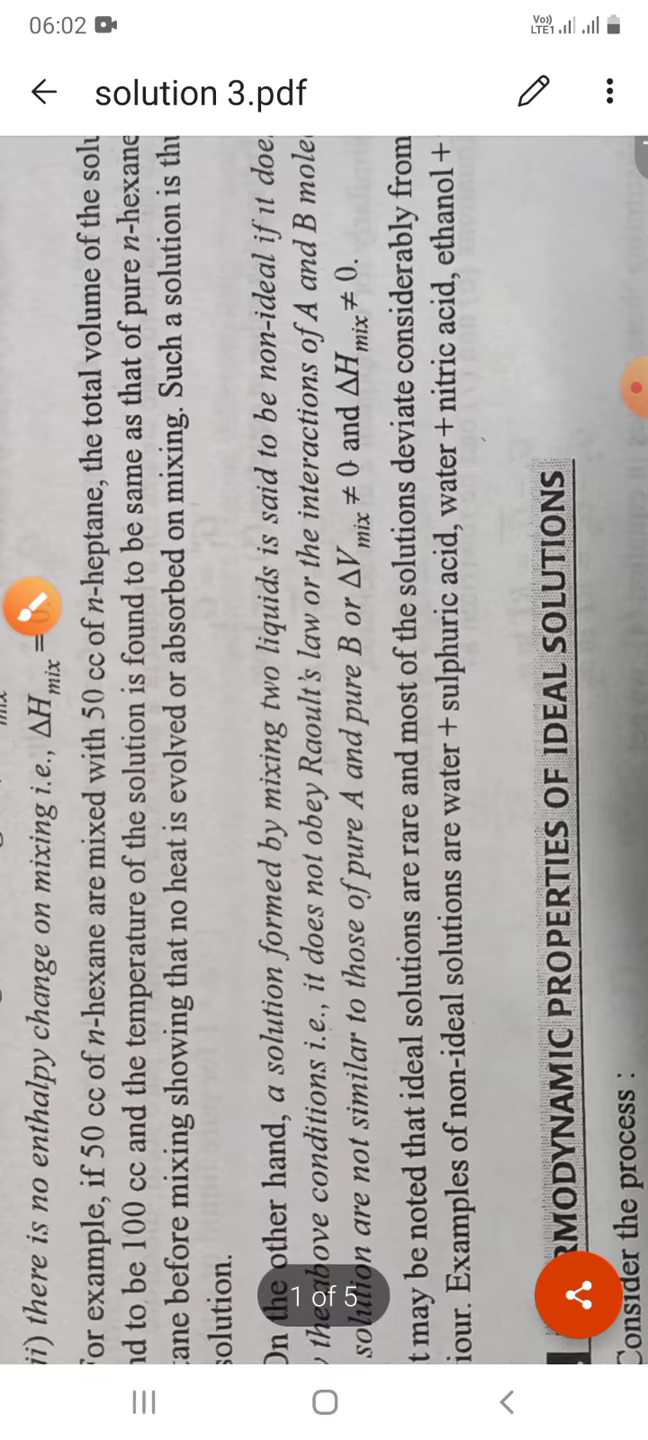 06:02
Vo)) LTE1
solution 3.pdf
ii) there is no enthalpy change on mixing i.e., ΔHmix =
or example, if 50 cc of n-hexane are mixed with 50 cc of n-heptane, the total volume of the solu
nd to be 100 cc and the temperature of the solution is found to be same as that of pure n-hexane
ane before mixing showing that no heat is evolved or absorbed on mixing. Such a solution is thu
solution.
On the other hand, a solution formed by mixing two liquids is said to be non-ideal if it doe
the above conditions i.e., it does not obey Raoult's law or the interactions of A and B mole
solution are not similar to those of pure A and pure B or ΔVmix ≠ 0 and ΔHmix ≠ 0.
t may be noted that ideal solutions are rare and most of the solutions deviate considerably from
iour. Examples of non-ideal solutions are water + sulphuric acid, water + nitric acid, ethanol +
RMODYNAMIC PROPERTIES OF IDEAL SOLUTIONS
Consider the process :
1 of 5